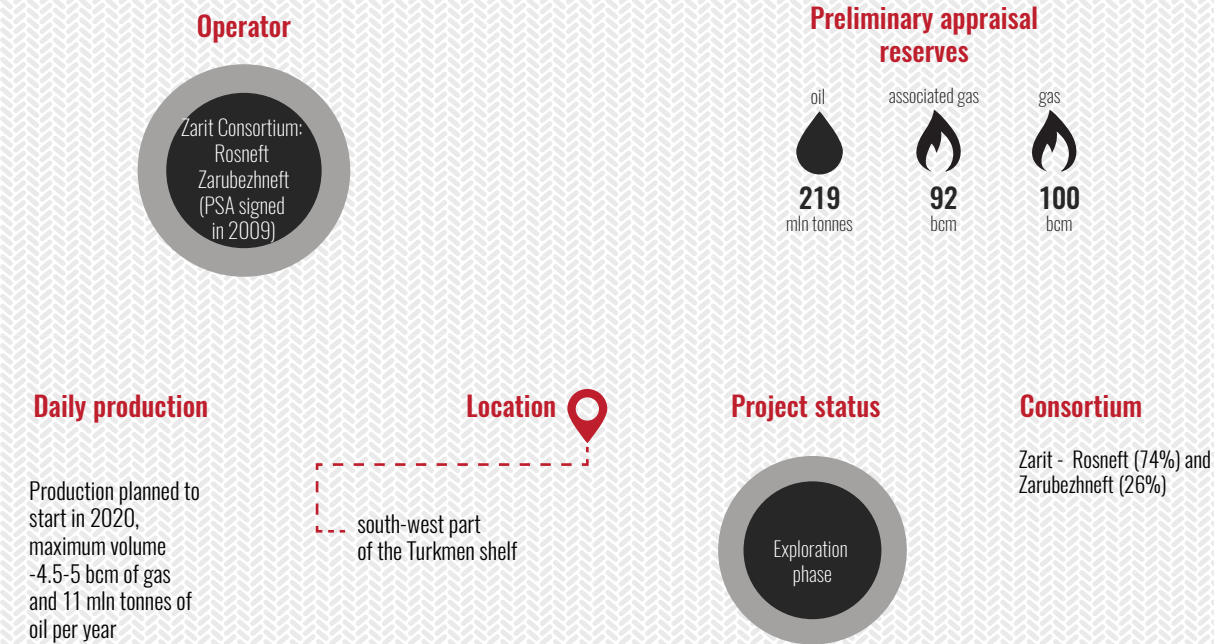 Operator
Zarit Consortium:
Rosneft
Zarubezhneft
(PSA signed
in 2009)
Preliminary appraisal
reserves
oil
associated gas
gas
219
92
100
mln tonnes
bcm
bcm
Daily production
Production planned to
start in 2020,
maximum volume
-4.5-5 bcm of gas
and 11 mln tonnes of
oil per year
Location
south-west part
of the Turkmen shelf
Project status
Exploration
phase
Consortium
Zarit - Rosneft (74%) and
Zarubezhneft (26%)